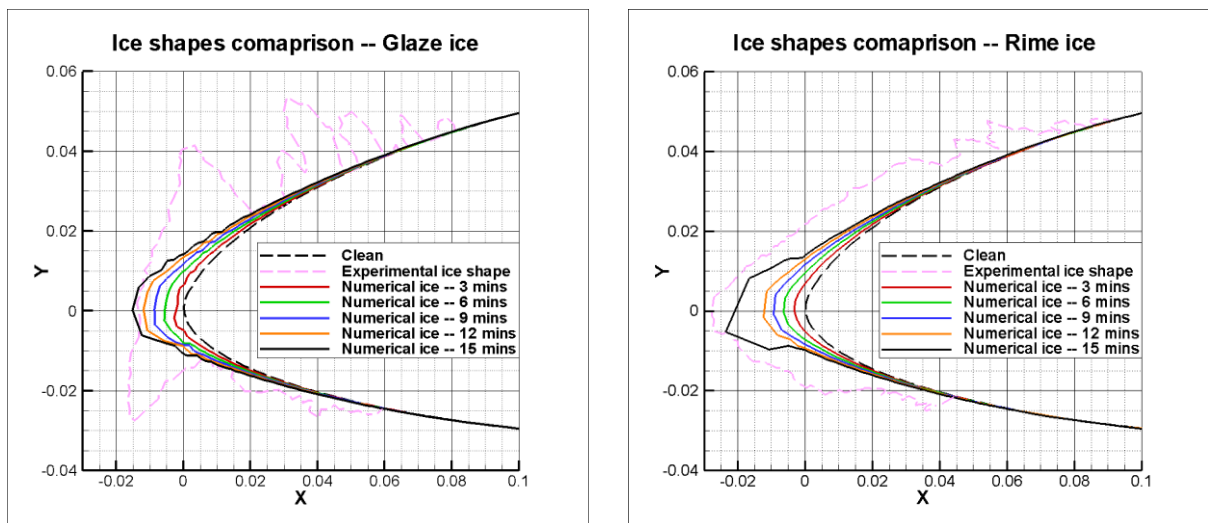 Ice shapes comaprison -- Glaze ice
0.06
0.04
0.02
Y
0
-0.02
-0.04
Clean
Experimental ice shape
Numerical ice -- 3 mins
Numerical ice -- 6 mins
Numerical ice -- 9 mins
Numerical ice -- 12 mins
Numerical ice -- 15 mins
-0.02 0 0.02 0.04 0.06 0.08 0.1
X
Ice shapes comaprison -- Rime ice
0.06
0.04
0.02
Y
0
-0.02
-0.04
Clean
Experimental ice shape
Numerical ice -- 3 mins
Numerical ice -- 6 mins
Numerical ice -- 9 mins
Numerical ice -- 12 mins
Numerical ice -- 15 mins
-0.02 0 0.02 0.04 0.06 0.08 0.1
X